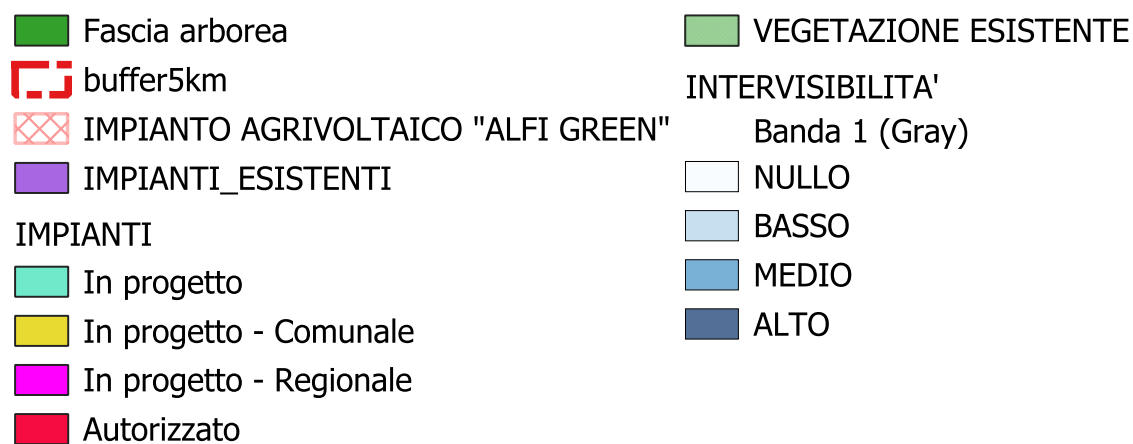 Fascia arborea
buffer5km
IMPIANTO AGRIVOLTAICO "ALFI GREEN"
IMPIANTI_ESISTENTI
IMPIANTI
In progetto
In progetto - Comunale
In progetto - Regionale
Autorizzato
VEGETAZIONE ESISTENTE
INTERVISIBILITA'
Banda 1 (Gray)
NULLO
BASSO
MEDIO
ALTO